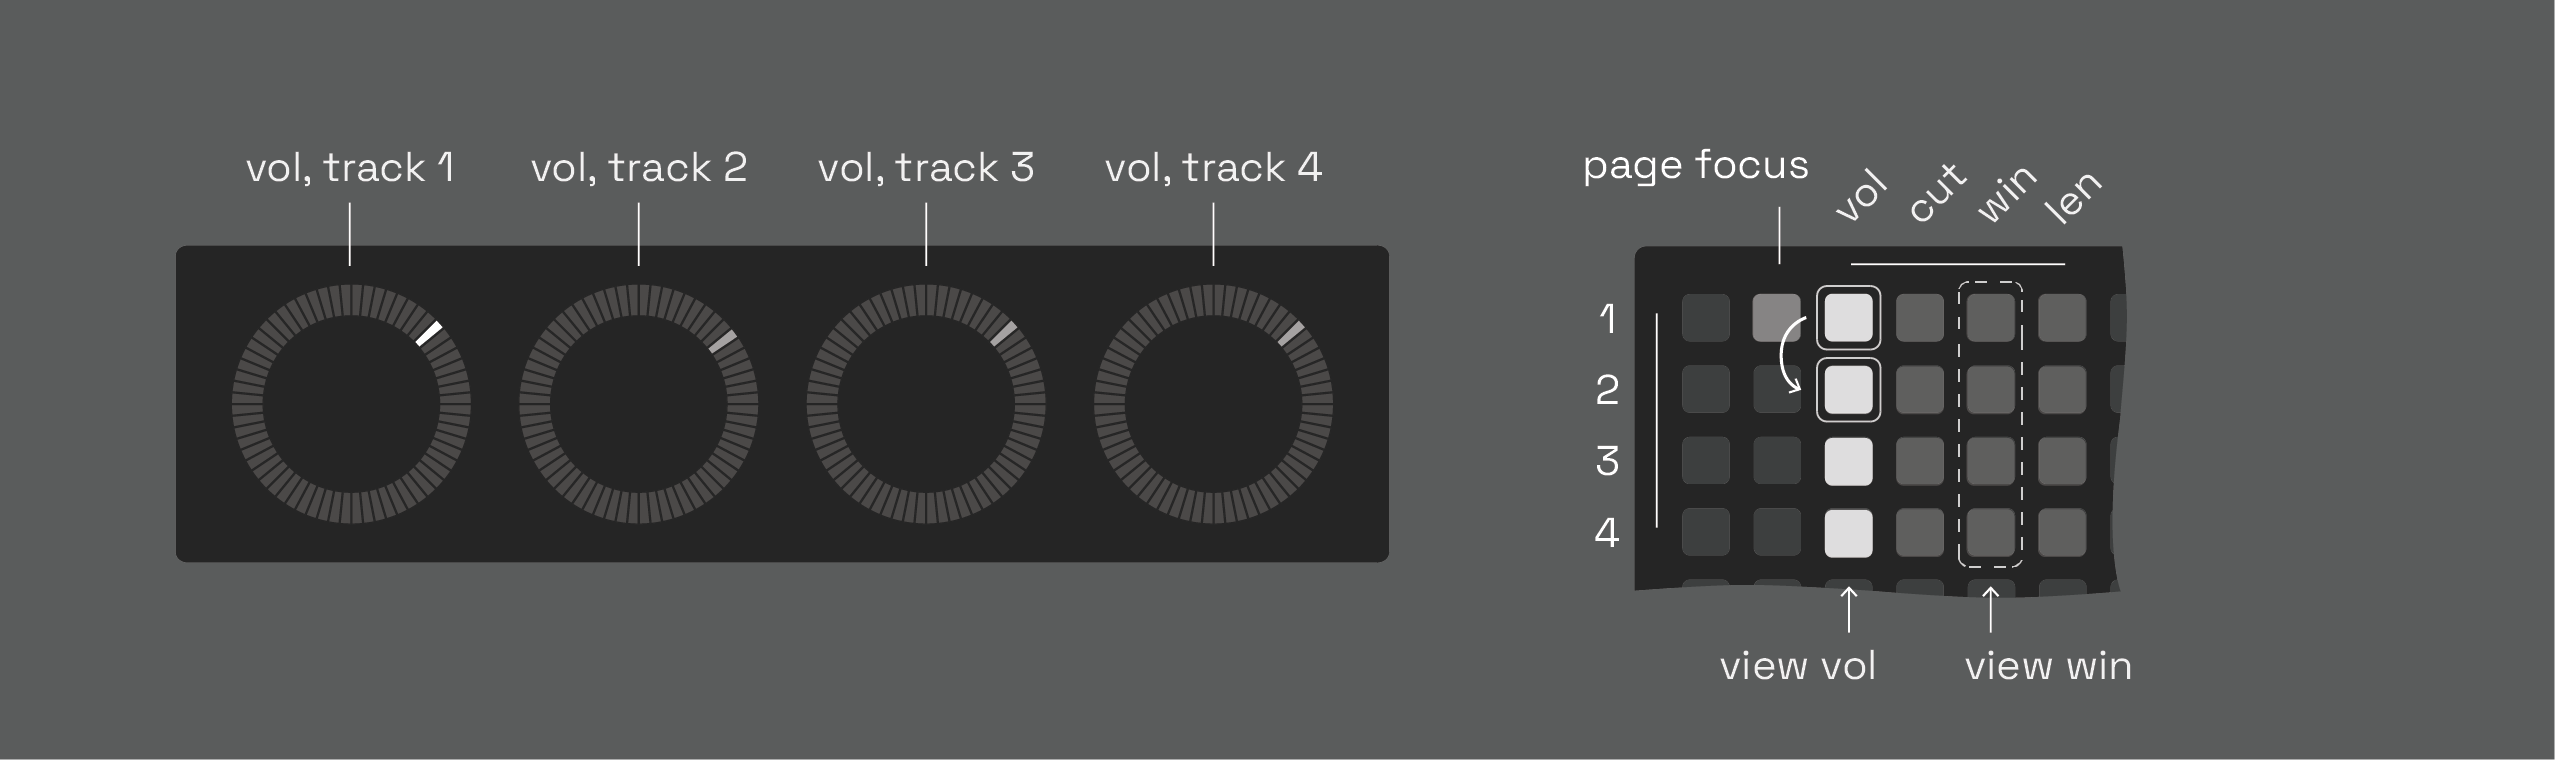 vol, track 1
vol, track 2
vol, track 3
vol, track 4
page focus
vol
cut
win
len
1
2
3
4
view vol
view win